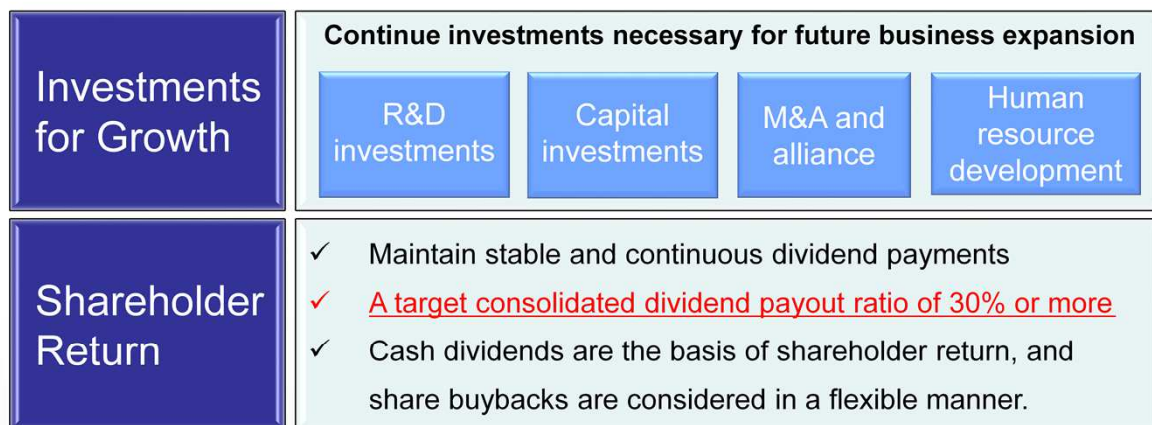 Investments
for Growth
Continue investments necessary for future business expansion
R&D
investments
Capital
investments
M&A and
alliance
Human
resource
development
Shareholder
Return
✓ Maintain stable and continuous dividend payments
✓ A target consolidated dividend payout ratio of 30% or more
✓ Cash dividends are the basis of shareholder return, and
share buybacks are considered in a flexible manner.